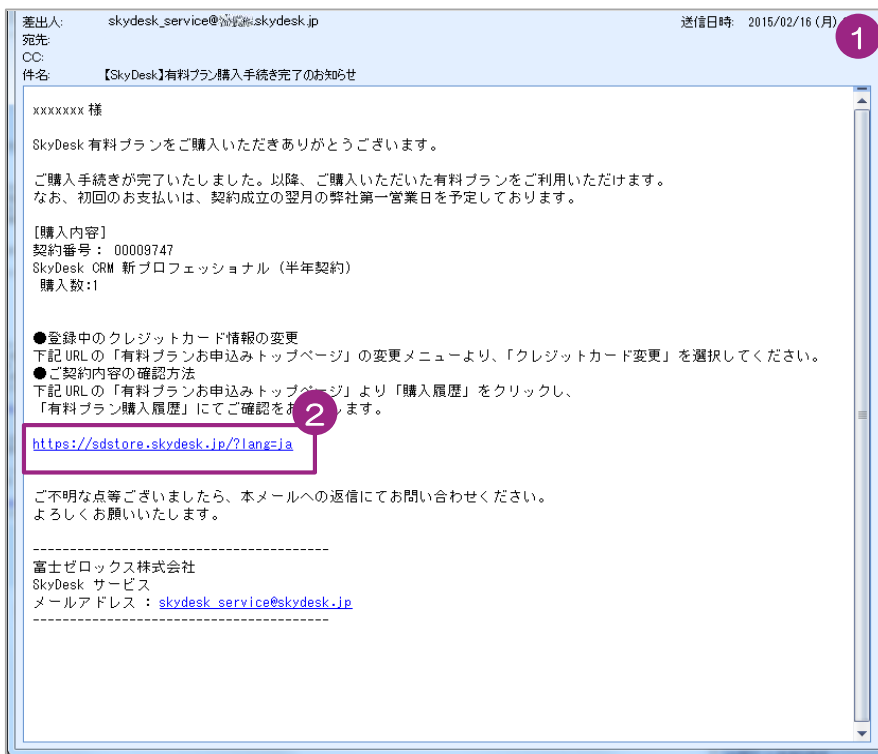 差出人: skydesk_service@skydesk.jp 送信日時: 2015/02/16 (月)
1
宛先:
CC:
件名: 【SkyDesk】有料プラン購入手続き完了のお知らせ
xxxxxxx 様
SkyDesk 有料プランをご購入いただきありがとうございます。
ご購入手続きが完了いたしました。以降、ご購入いただいた有料プランをご利用いただけます。
なお、初回のお支払いは、契約成立の翌月の弊社第一営業日を予定しております。
[購入内容]
契約番号: 00009747
SkyDesk CRM 新プロフェッショナル (半年契約)
購入数:1
●登録中のクレジットカード情報の変更
下記URLの「有料プランお申込みトップページ」の変更メニューより、「クレジットカード変更」を選択してください。
●ご契約内容の確認方法
下記URLの「有料プランお申込みトップページ」より「購入履歴」をクリックし、
「有料プラン購入履歴」にてご確認をお します。
2
https://sdstore.skydesk.jp/?lang=ja
ご不明な点等ございましたら、本メールへの返信にてお問い合わせください。
よろしくお願いいたします。
----------------------------------------
富士ゼロックス株式会社
SkyDesk サービス
メールアドレス : skydesk_service@skydesk.jp
----------------------------------------